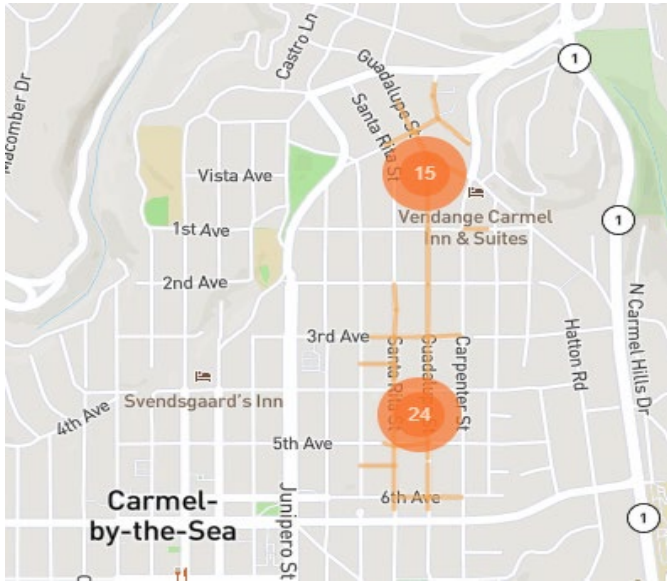 Castro Ln
Guadalupe St
1
Macomber Dr
Santa Rita St
15
Vista Ave
Vendange Carmel
Inn & Suites
1
1st Ave
2nd Ave
N Carmel Hills Dr
Hatton Rd
3rd Ave
Santa Rita St
Carpenter St
Svendsgaard's Inn
4th Ave
24
5th Ave
Junipero St
6th Ave
Carmel-
by-the-Sea
1